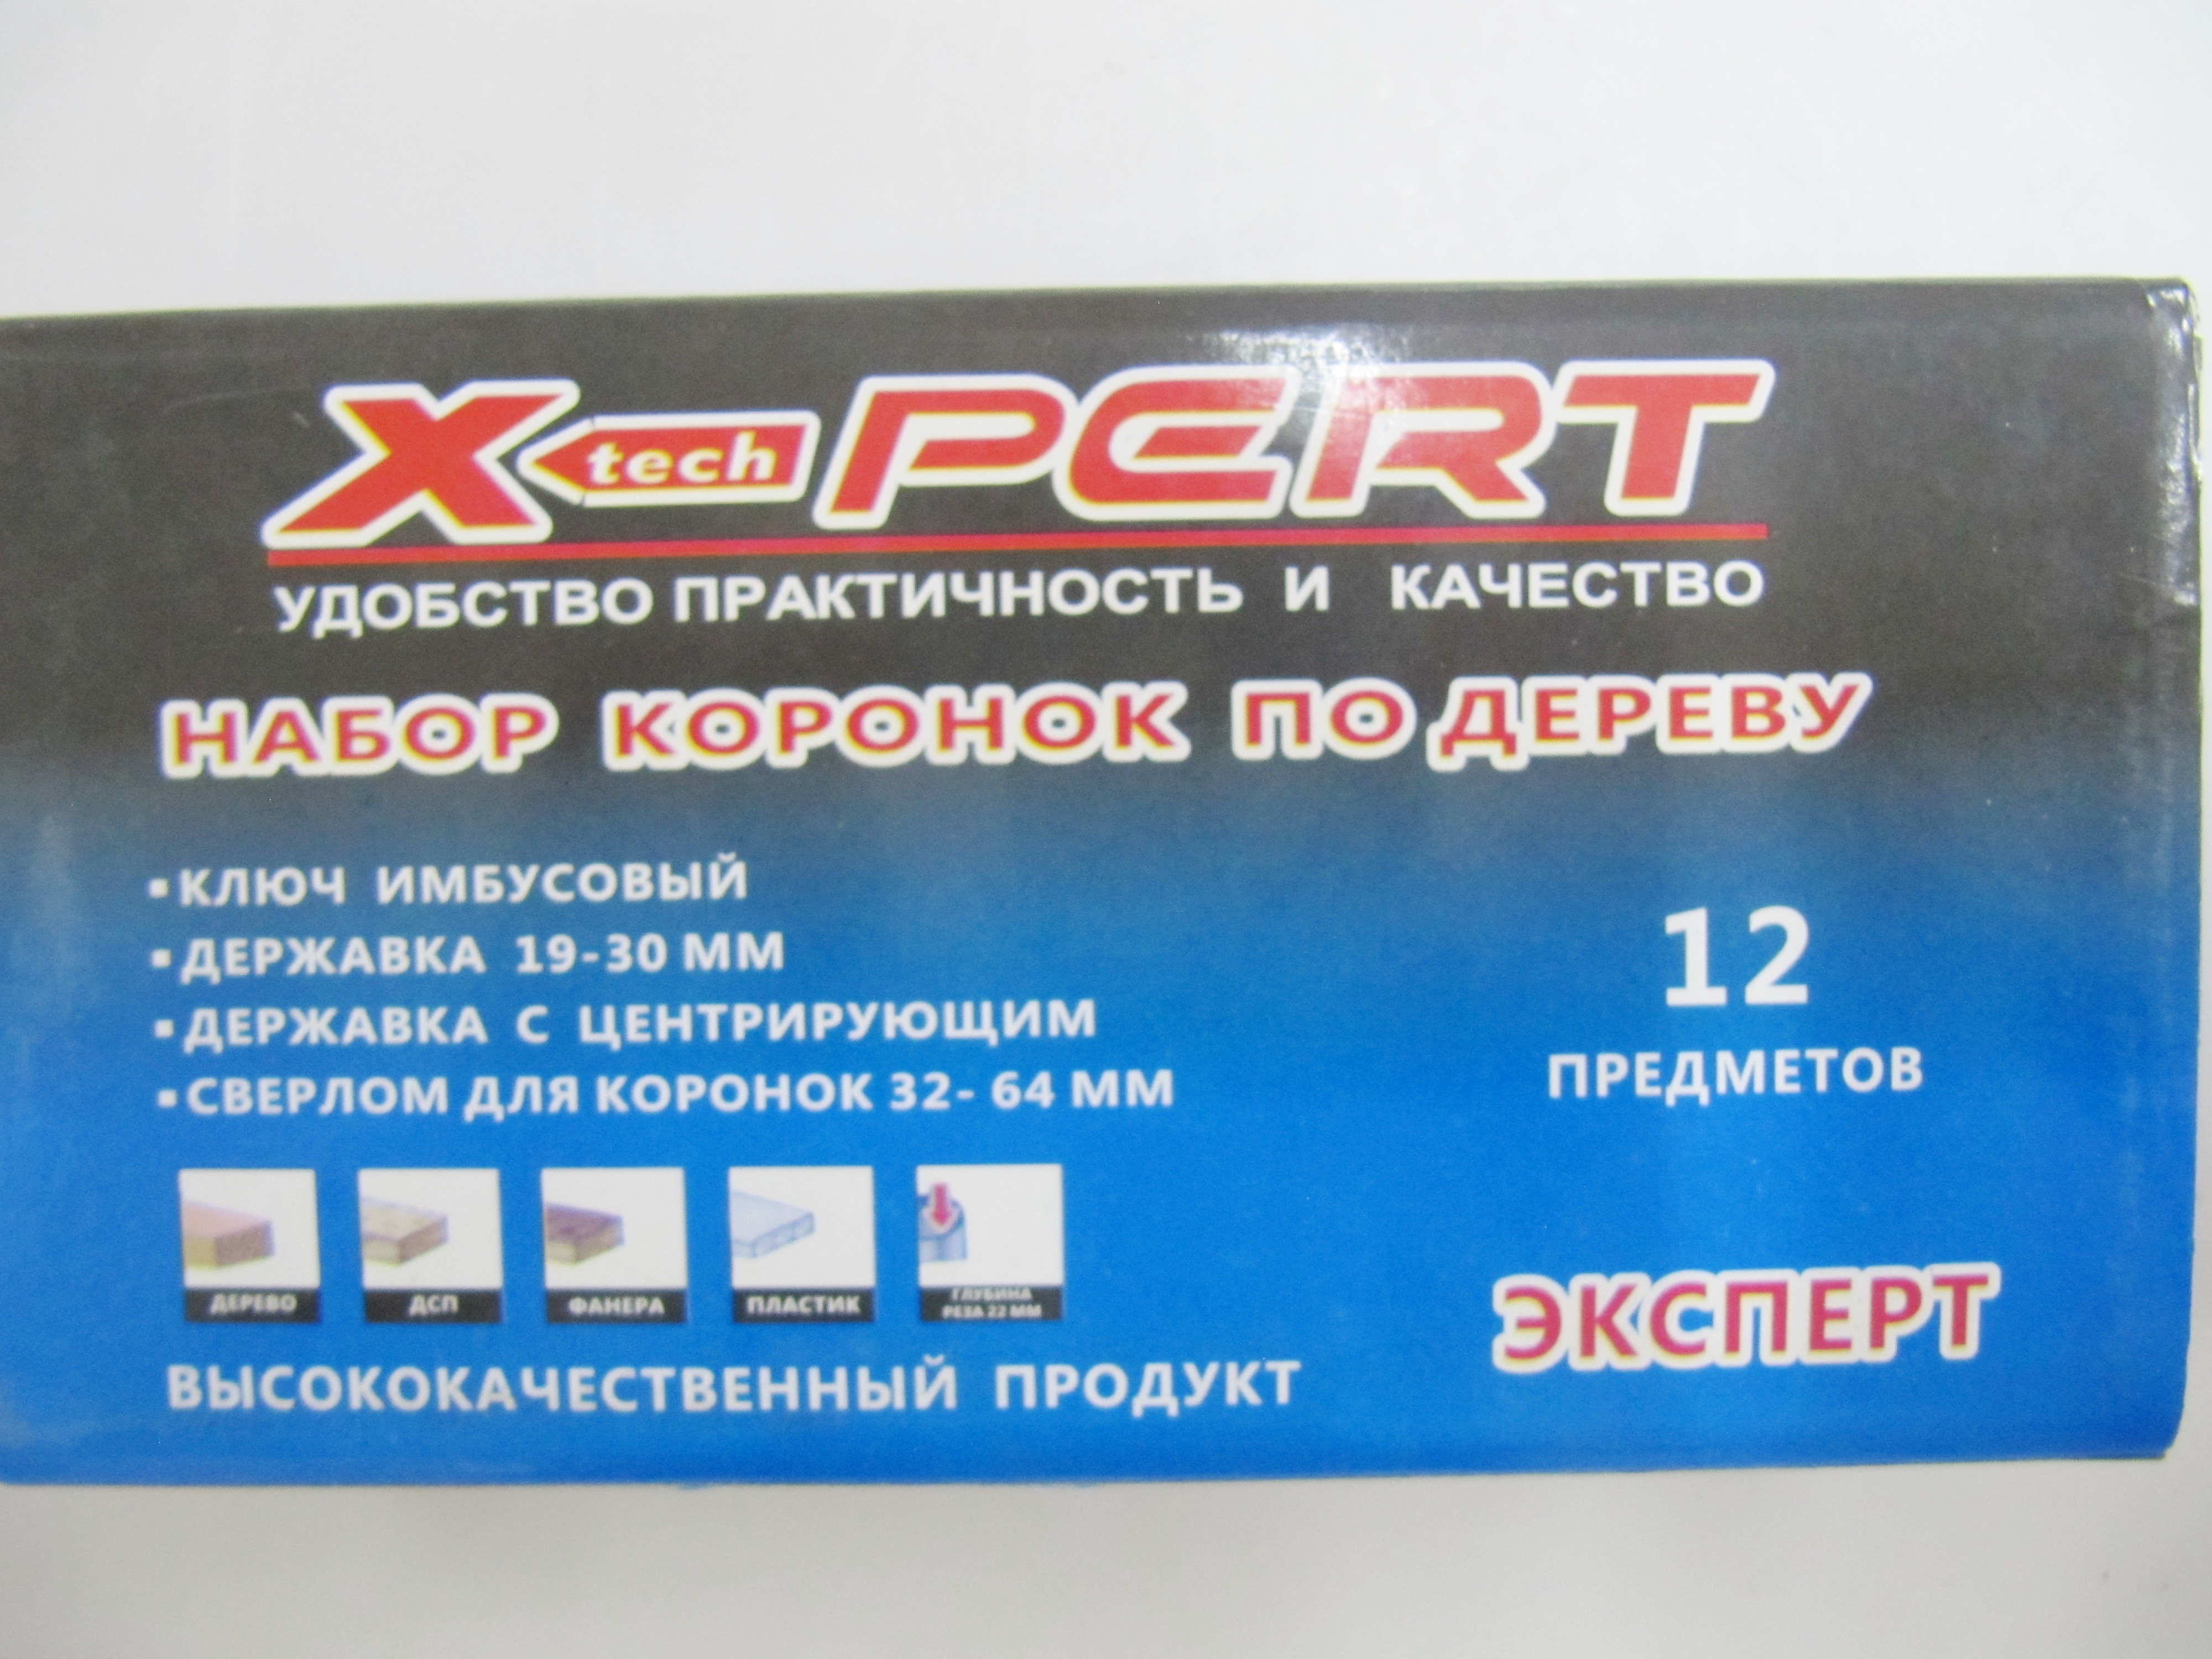 X tech PERT
УДОБСТВО ПРАКТИЧНОСТЬ И КАЧЕСТВО
НАБОР КОРОНОК ПО ДЕРЕВУ
▪КЛЮЧ ИМБУСОВЫЙ
▪ДЕРЖАВКА 19-30 ММ
▪ДЕРЖАВКА С ЦЕНТРИРУЮЩИМ
▪СВЕРЛОМ ДЛЯ КОРОНОК 32- 64 ММ
12
ПРЕДМЕТОВ
ДЕРЕВО
ДСП
ФАНЕРА
ПЛАСТИК
ГЛУБИНА
РЕЗА 22 ММ
ВЫСОКОКАЧЕСТВЕННЫЙ ПРОДУКТ
ЭКСПЕРТ